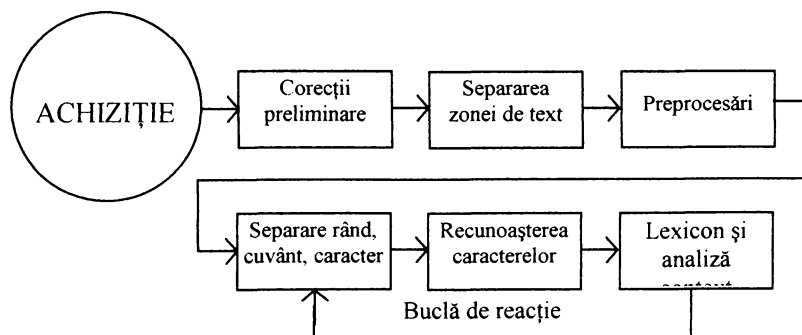 ACHIZIȚIE
Corecții
preliminare
Separarea
zonei de text
Preprocesări
Separare rând,
cuvânt, caracter
Recunoașterea
caracterelor
Lexicon și
analiză
Buclă de reacție